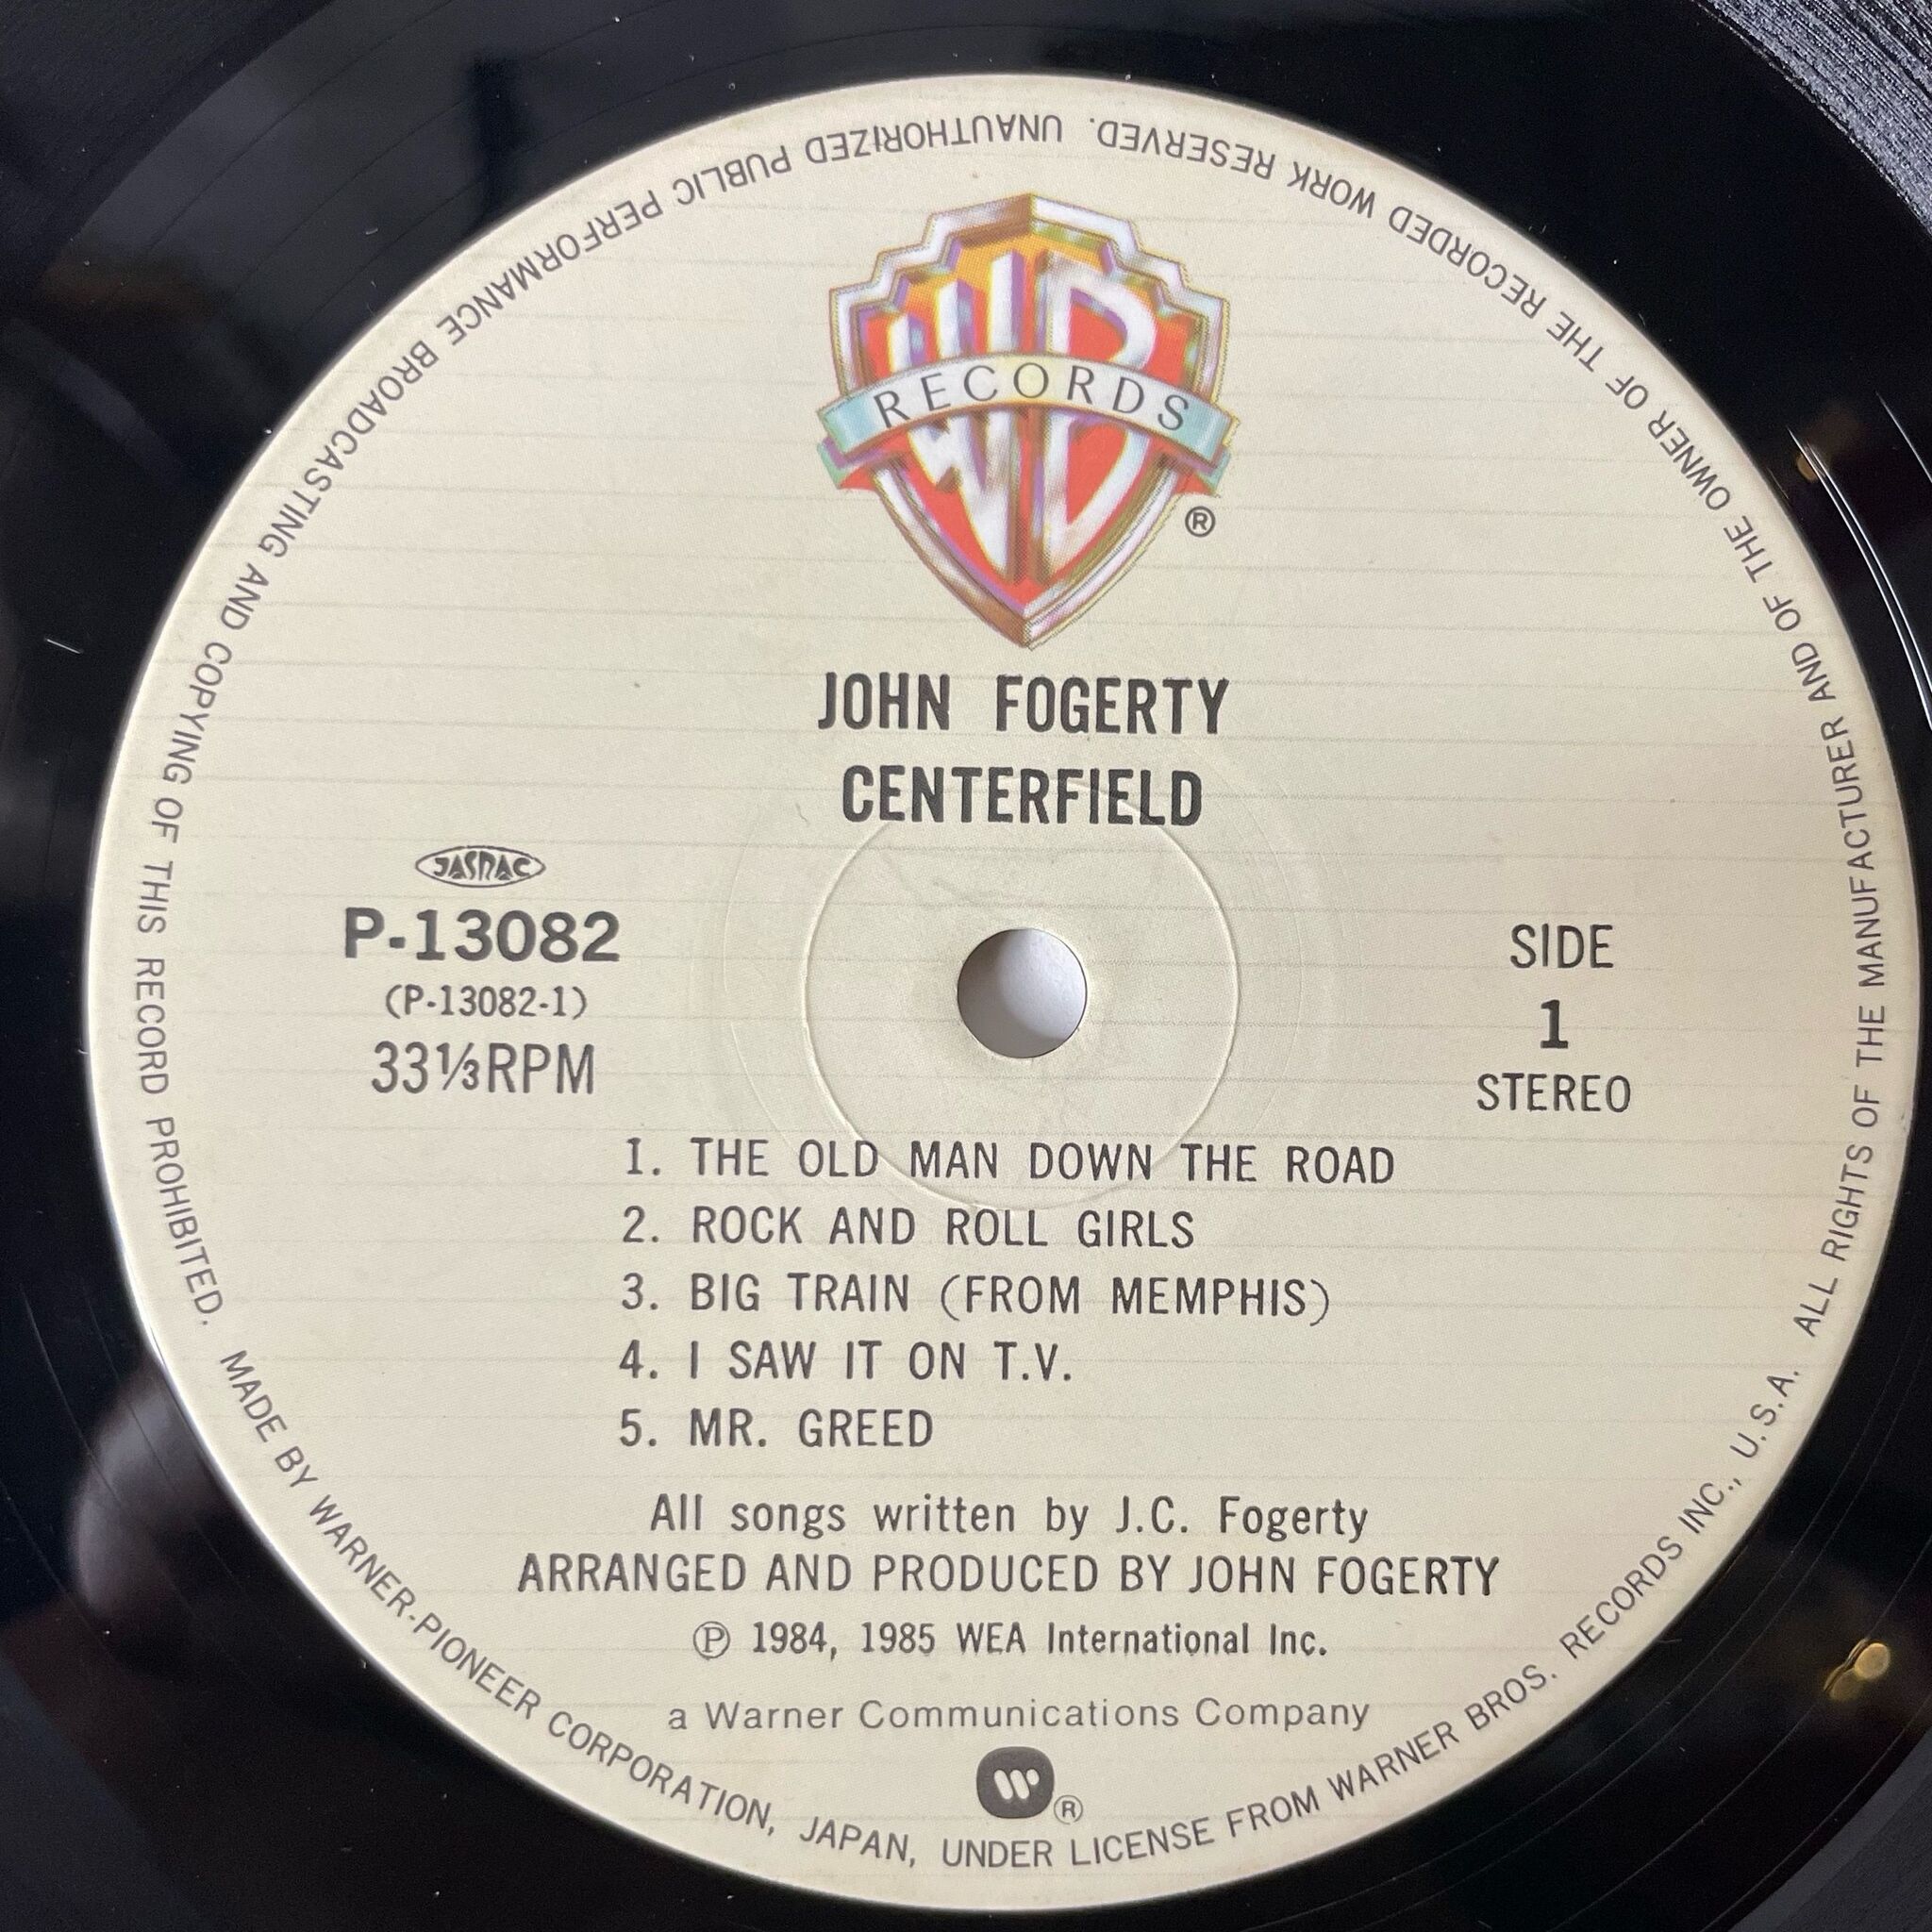 WB
RECORDS
®
JOHN FOGERTY
CENTERFIELD
JASRAC
P-13082
(P-13082-1)
33⅓RPM
SIDE
1
STEREO
1. THE OLD MAN DOWN THE ROAD
2. ROCK AND ROLL GIRLS
3. BIG TRAIN (FROM MEMPHIS)
4. I SAW IT ON T.V.
5. MR. GREED
All songs written by J.C. Fogerty
ARRANGED AND PRODUCED BY JOHN FOGERTY
℗ 1984, 1985 WEA International Inc.
a Warner Communications Company
®
MADE BY WARNER-PIONEER CORPORATION, JAPAN, UNDER LICENSE FROM WARNER BROS. RECORDS INC., U.S.A. ALL RIGHTS OF THE MANUFACTURER AND OF THE OWNER OF THE RECORDED WORK RESERVED. UNAUTHORIZED PUBLIC PERFORMANCE BROADCASTING AND COPYING OF THIS RECORD PROHIBITED.